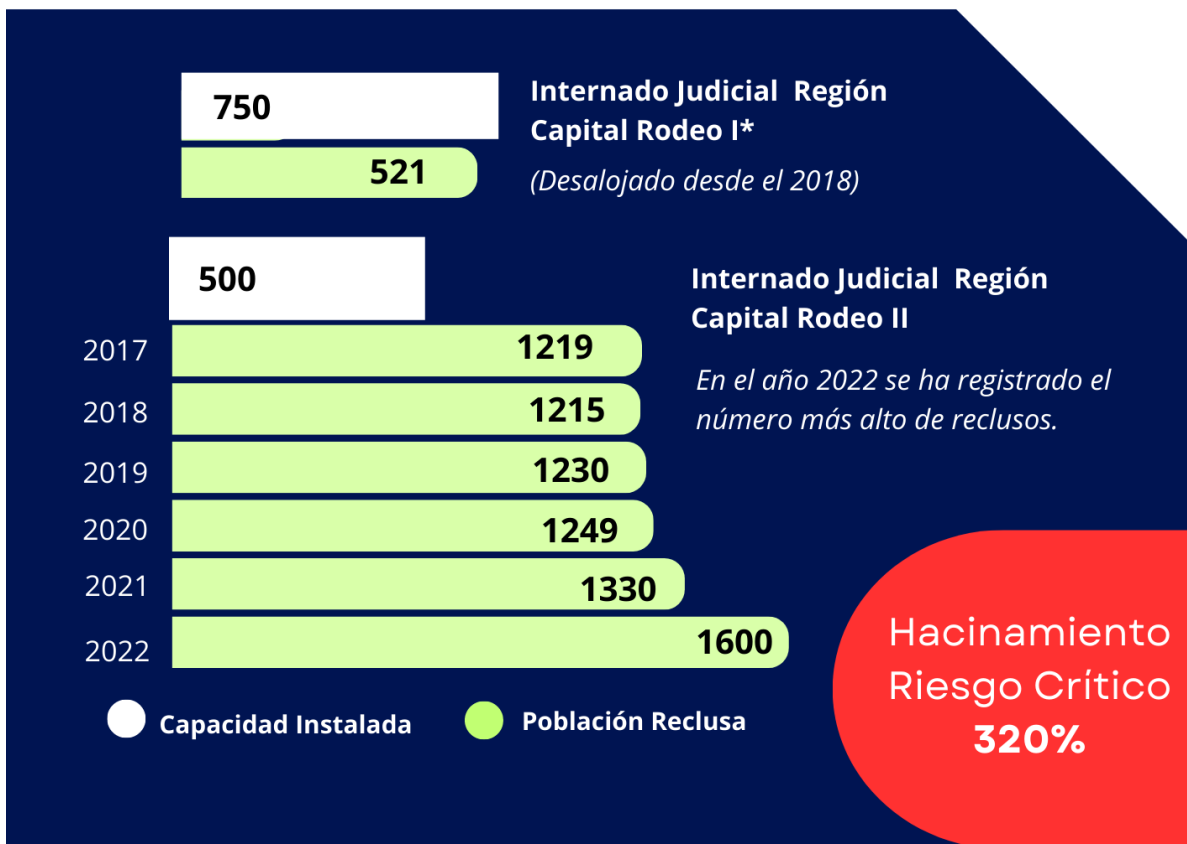 750
521
Internado Judicial Región
Capital Rodeo I*
(Desalojado desde el 2018)
500
Internado Judicial Región
Capital Rodeo II
En el año 2022 se ha registrado el
número más alto de reclusos.
2017 1219
2018 1215
2019 1230
2020 1249
2021 1330
2022 1600
Capacidad Instalada
Población Reclusa
Hacinamiento
Riesgo Crítico
320%